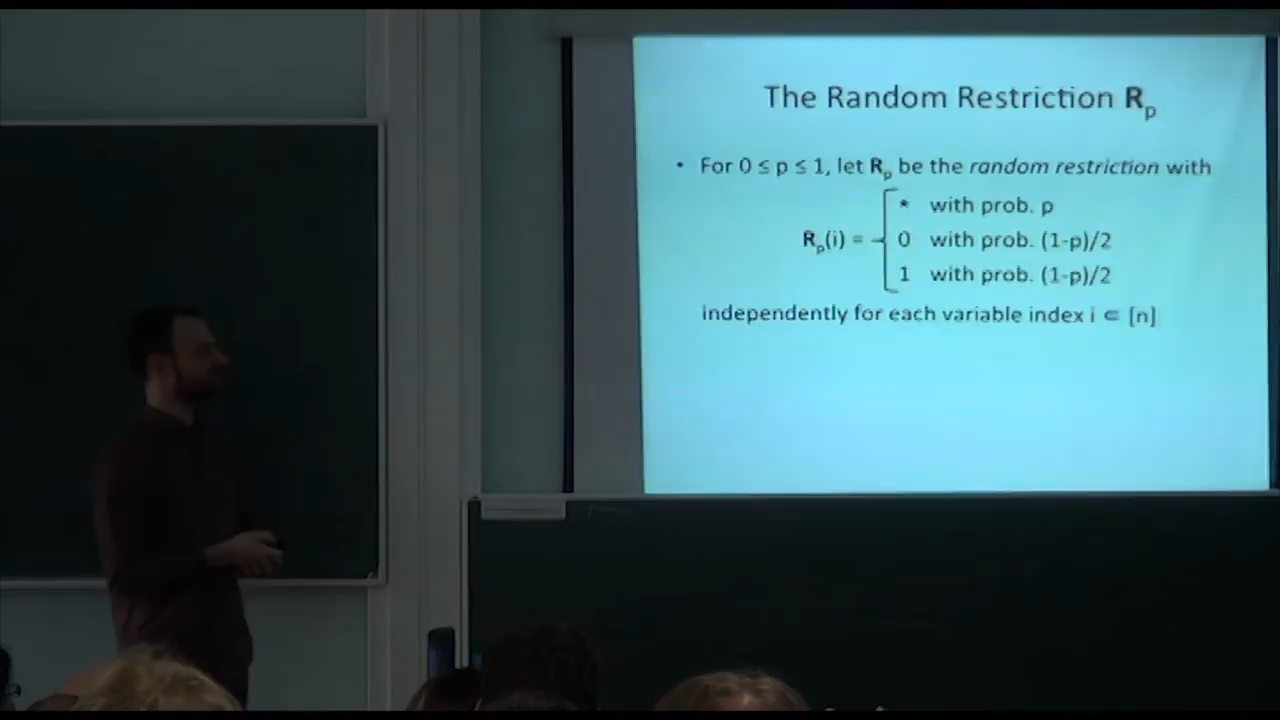 The Random Restriction Rp
• For 0 ≤ p ≤ 1, let Rp be the random restriction with
* with prob. p
Rp(i) = 0 with prob. (1-p)/2
1 with prob. (1-p)/2
independently for each variable index i ∈ [n]